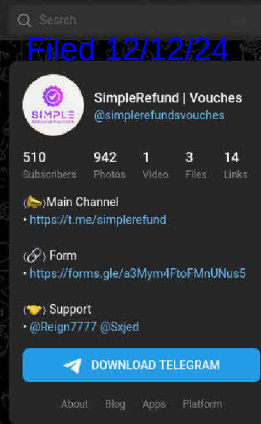 Search
Filed 12/12/24
SIMPLE
SimpleRefund | Vouches
@simplerefundsvouches
510 942 1 3 14
Subscribers Photos Video Files Links
(📣)Main Channel
• https://t.me/simplerefund
(🔗) Form
• https://forms.gle/a3Mym4FtoFMnUNus5
(🤝) Support
• @Reign7777 @Sxjed
DOWNLOAD TELEGRAM
About Blog Apps Platform